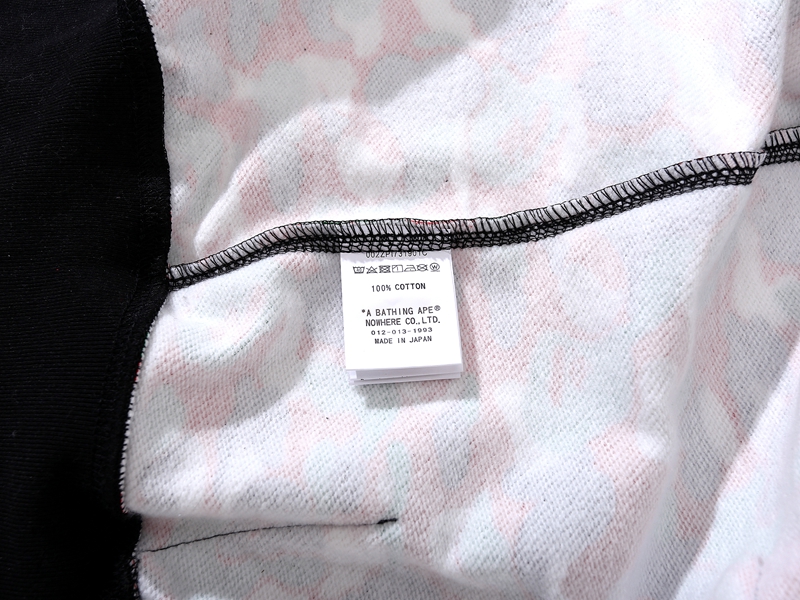 100% COTTON
"A BATHING APE®
NOWHERE CO.,LTD.
012-013-1993
MADE IN JAPAN